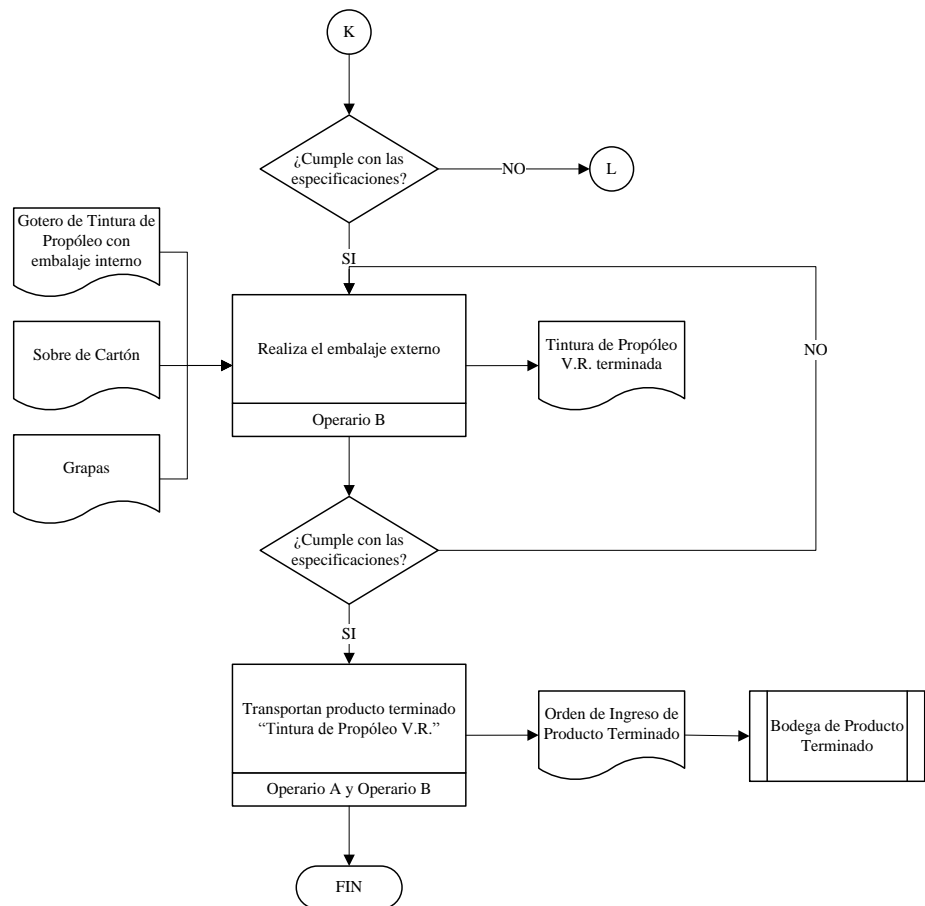 K
¿Cumple con las
especificaciones?
NO
L
SI
Gotero de Tintura de
Propóleo con
embalaje interno
Sobre de Cartón
Grapas
Realiza el embalaje externo
Operario B
Tintura de Propóleo
V.R. terminada
NO
¿Cumple con las
especificaciones?
SI
Transportan producto terminado
“Tintura de Propóleo V.R.”
Operario A y Operario B
Orden de Ingreso de
Producto Terminado
Bodega de Producto
Terminado
FIN